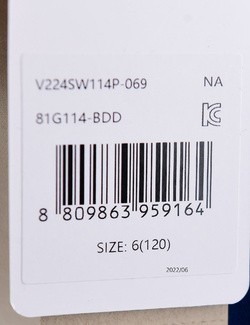 V224SW114P-069 NA
81G114-BDD
8 809863 959164
SIZE: 6(120)
2022/06